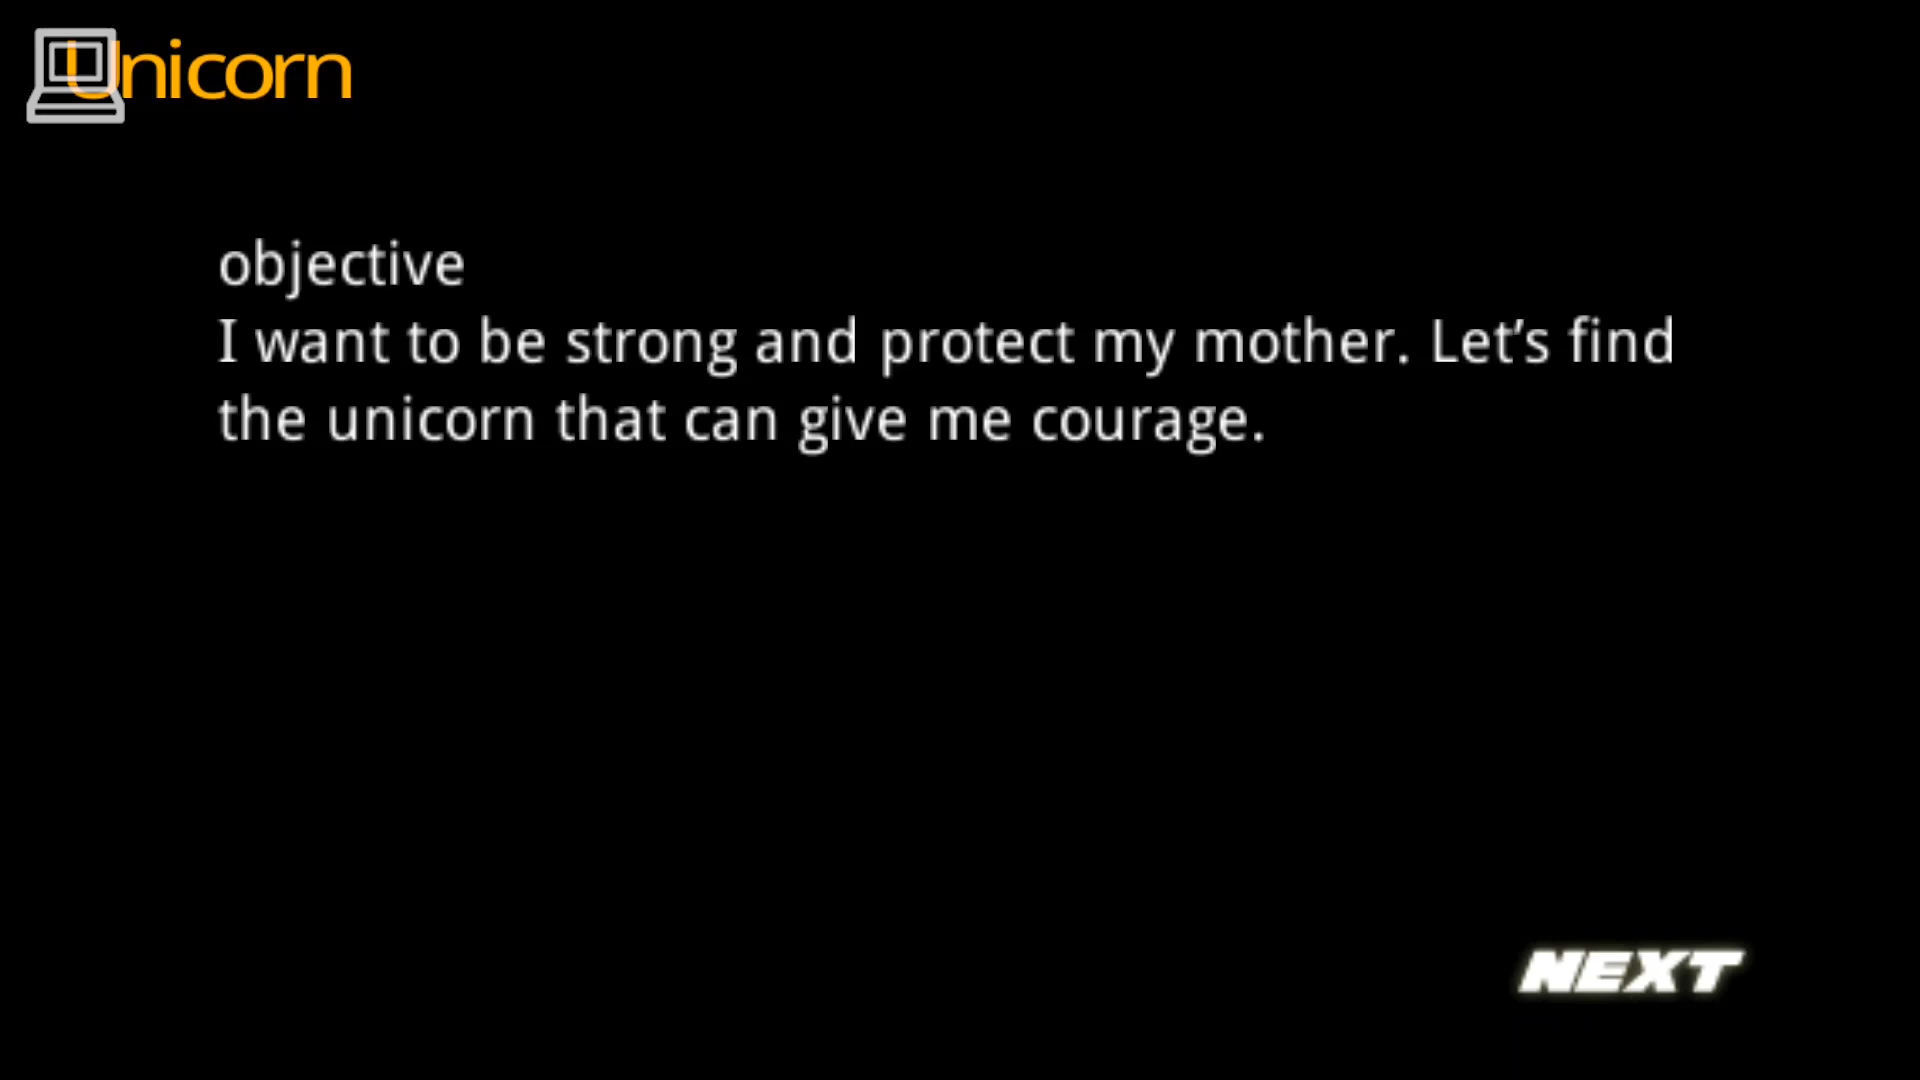 Unicorn
objective
I want to be strong and protect my mother. Let’s find
the unicorn that can give me courage.
NEXT